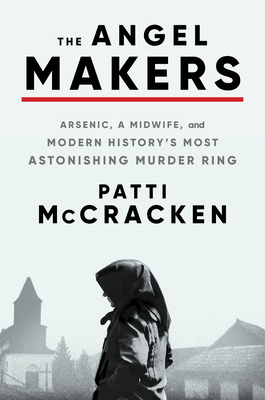 THE ANGEL
MAKERS
ARSENIC, A MIDWIFE, and
MODERN HISTORY'S MOST
ASTONISHING MURDER RING
PATTI
McCRACKEN